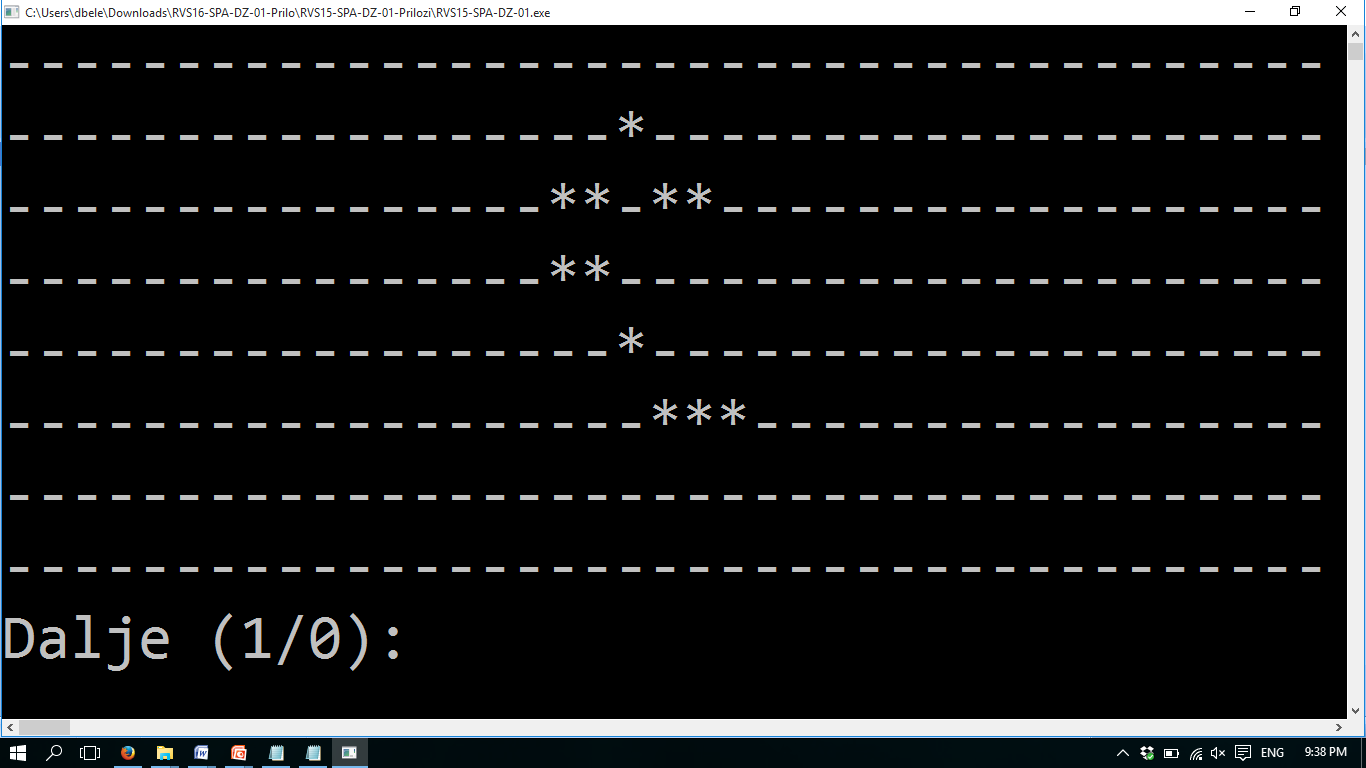 C:\Users\dbele\Downloads\RVS16-SPA-DZ-01-Prilo\RVS15-SPA-DZ-01-Prilozi\RVS15-SPA-DZ-01.exe
---------------------------------------
------------------*--------------------
----------------**-**------------------
----------------**---------------------
------------------*--------------------
-------------------***-----------------
---------------------------------------
---------------------------------------
Dalje (1/0):
ENG
9:38 PM